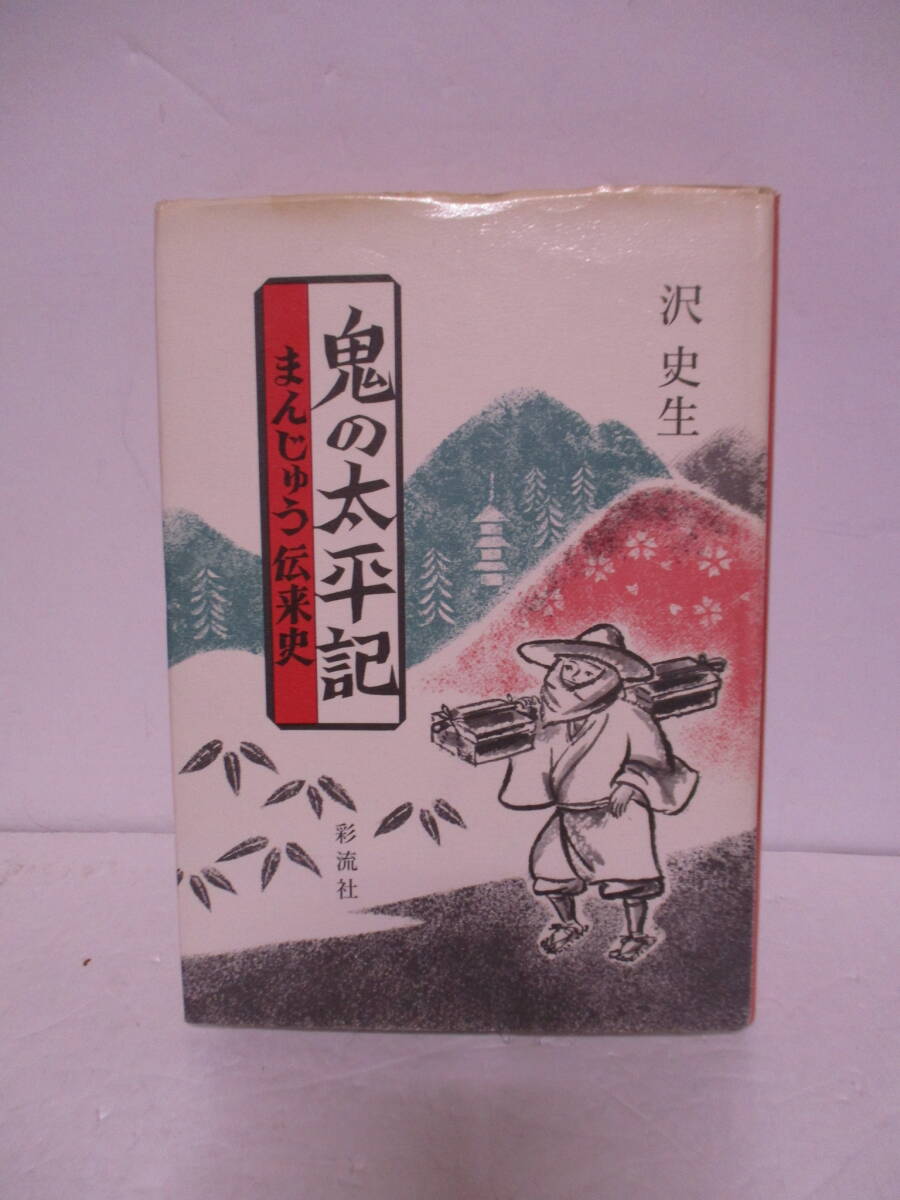 沢 史生
鬼の太平記
まんじゅう伝来史
彩流社